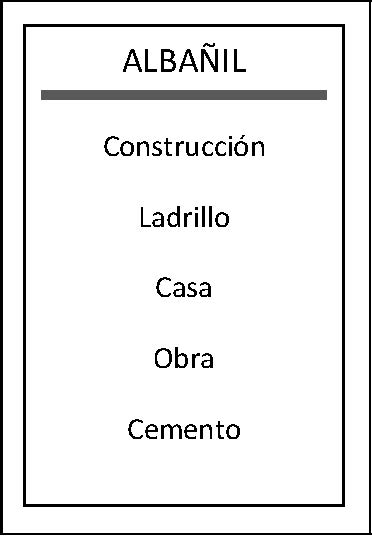 ALBAÑIL
Construcción
Ladrillo
Casa
Obra
Cemento